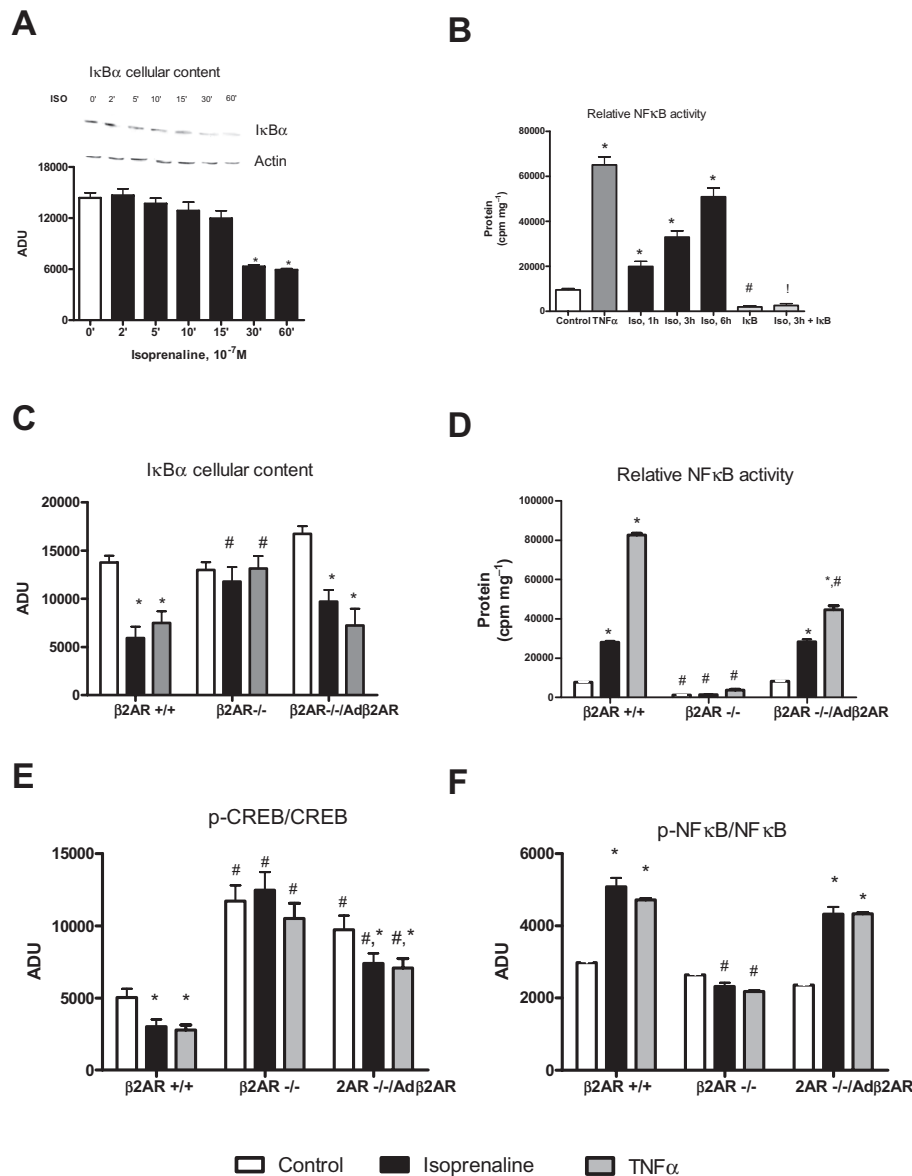 A
IκBα cellular content
ISO 0' 2' 5' 10' 15' 30' 60'
IκBα
Actin
18000
12000
6000
0
ADU
* *
0' 2' 5' 10' 15' 30' 60'
Isoprenaline, 10⁻⁷M
B
Relative NFκB activity
80000
60000
40000
20000
0
Protein
(cpm mg⁻¹)
* * * * # !
Control TNFα Iso, 1h Iso, 3h Iso, 6h IκB Iso, 3h + IκB
C
IκBα cellular content
20000
15000
10000
5000
0
ADU
* * # # * *
β2AR +/+ β2AR-/- β2AR-/-/Adβ2AR
D
Relative NFκB activity
100000
80000
60000
40000
20000
0
Protein
(cpm mg⁻¹)
* * # # # * *,#
β2AR +/+ β2AR -/- β2AR -/-/Adβ2AR
E
p-CREB/CREB
15000
10000
5000
0
ADU
* * # # # # #,* #,*
β2AR +/+ β2AR -/- 2AR -/-/Adβ2AR
F
p-NFκB/NFκB
6000
4000
2000
0
ADU
* * # # * *
β2AR +/+ β2AR -/- 2AR -/-/Adβ2AR
Control Isoprenaline TNFα